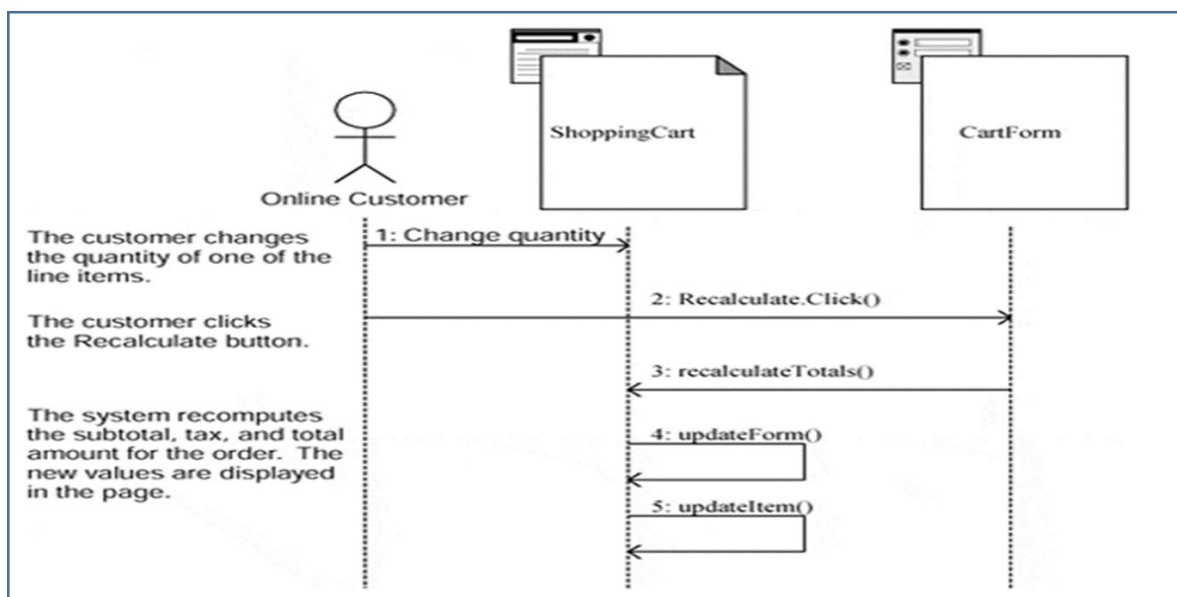 ShoppingCart
CartForm
Online Customer
The customer changes
the quantity of one of the
line items.
1: Change quantity
2: Recalculate.Click()
The customer clicks
the Recalculate button.
3: recalculateTotals()
The system recomputes
the subtotal, tax, and total
amount for the order. The
new values are displayed
in the page.
4: updateForm()
5: updateItem()